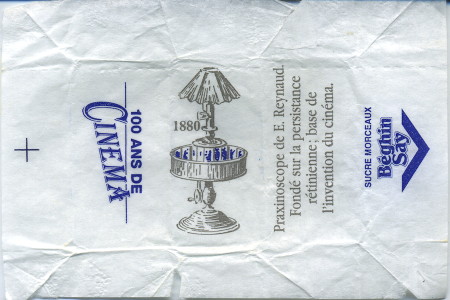 100 ANS DE
CINEMA
1880
Praxinoscope de E. Reynaud.
Fondé sur la persistance
rétinienne ; base de
l'invention du cinéma.
SUCRE MORCEAUX
Béghin
Say